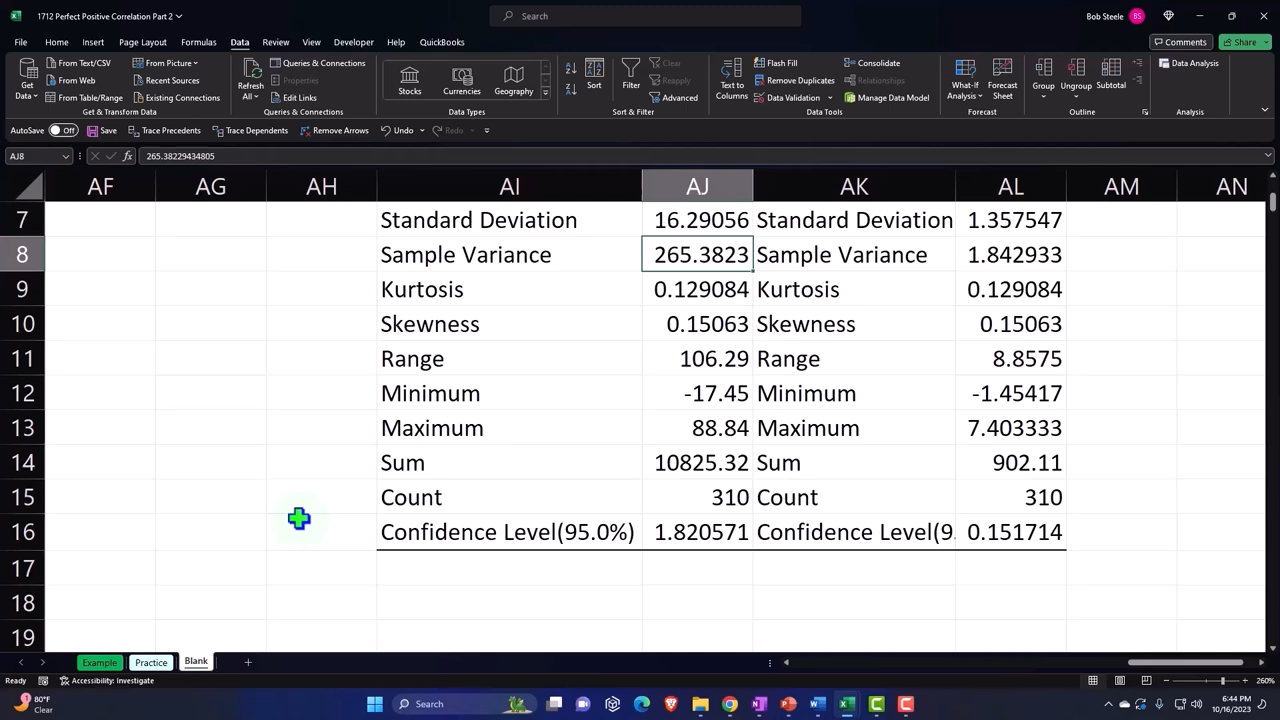 1712 Perfect Positive Correlation Part 2
Search
Bob Steele
BS
File Home Insert Page Layout Formulas Data Review View Developer Help QuickBooks
Comments
Share
Get Data
From Text/CSV
From Web
From Table/Range
From Picture
Recent Sources
Existing Connections
Get & Transform Data
Refresh All
Queries & Connections
Properties
Edit Links
Queries & Connections
Stocks
Currencies
Geography
Data Types
Sort
Filter
Clear
Reapply
Advanced
Sort & Filter
Text to Columns
Flash Fill
Remove Duplicates
Data Validation
Consolidate
Relationships
Manage Data Model
Data Tools
What-If Analysis
Forecast Sheet
Forecast
Group
Ungroup
Subtotal
Outline
Data Analysis
Analysis
AutoSave Off Save Trace Precedents Trace Dependents Remove Arrows Undo Redo
AJ8
fx
265.38229434805
AF AG AH AI AJ AK AL AM AN
7 Standard Deviation 16.29056 Standard Deviation 1.357547
8 Sample Variance 265.3823 Sample Variance 1.842933
9 Kurtosis 0.129084 Kurtosis 0.129084
10 Skewness 0.15063 Skewness 0.15063
11 Range 106.29 Range 8.8575
12 Minimum -17.45 Minimum -1.45417
13 Maximum 88.84 Maximum 7.403333
14 Sum 10825.32 Sum 902.11
15 Count 310 Count 310
16 Confidence Level(95.0%) 1.820571 Confidence Level(9. 0.151714
17
18
19
Example Practice Blank
Ready
Accessibility: Investigate
260%
80°F
Clear
Search
6:44 PM
10/16/2023